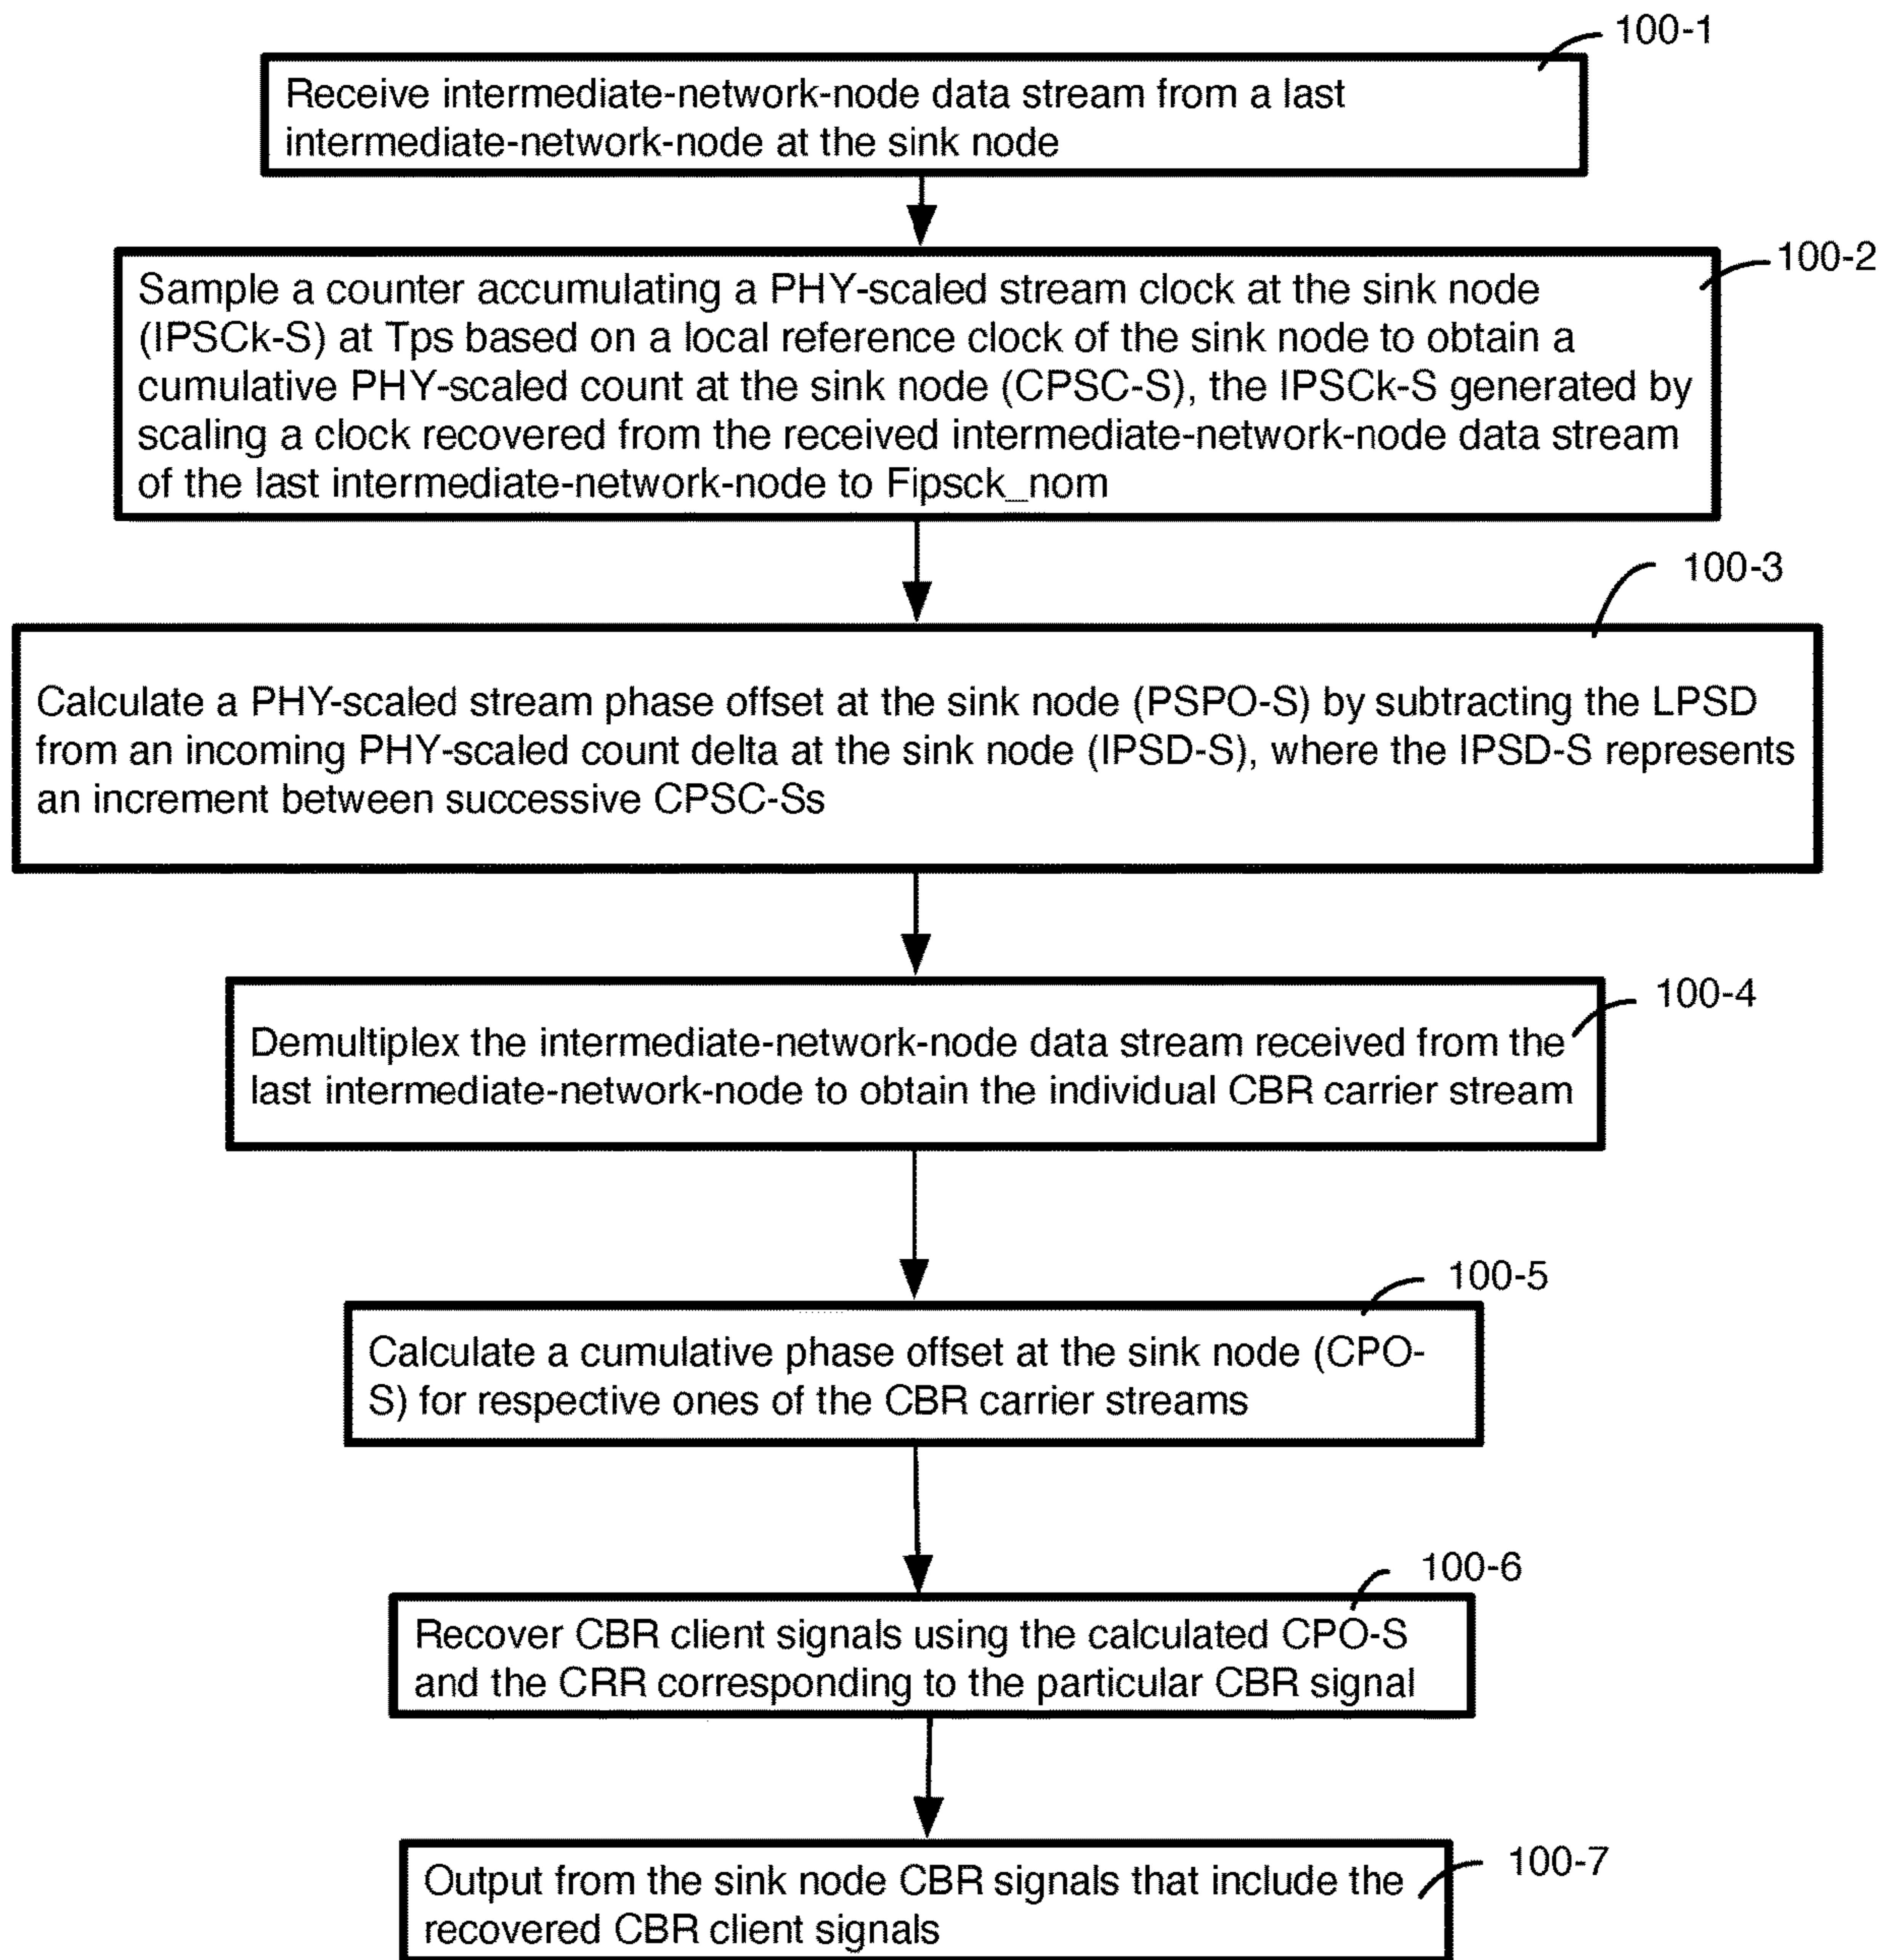 100-1
Receive intermediate-network-node data stream from a last
intermediate-network-node at the sink node
100-2
Sample a counter accumulating a PHY-scaled stream clock at the sink node
(IPSCk-S) at Tps based on a local reference clock of the sink node to obtain a
cumulative PHY-scaled count at the sink node (CPSC-S), the IPSCk-S generated by
scaling a clock recovered from the received intermediate-network-node data stream
of the last intermediate-network-node to Fipsck_nom
100-3
Calculate a PHY-scaled stream phase offset at the sink node (PSPO-S) by subtracting the LPSD
from an incoming PHY-scaled count delta at the sink node (IPSD-S), where the IPSD-S represents
an increment between successive CPSC-Ss
100-4
Demultiplex the intermediate-network-node data stream received from the
last intermediate-network-node to obtain the individual CBR carrier stream
100-5
Calculate a cumulative phase offset at the sink node (CPO-
S) for respective ones of the CBR carrier streams
100-6
Recover CBR client signals using the calculated CPO-S
and the CRR corresponding to the particular CBR signal
100-7
Output from the sink node CBR signals that include the
recovered CBR client signals